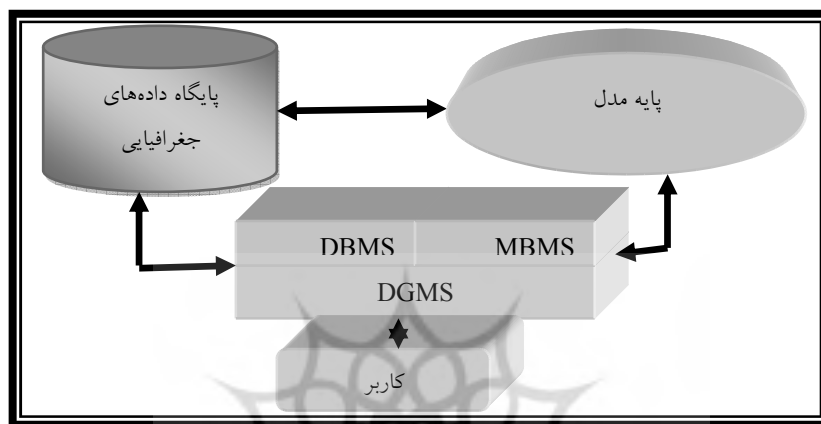 پایگاه داده‌های
جغرافیایی
پایه مدل
DBMS
MBMS
DGMS
کاربر